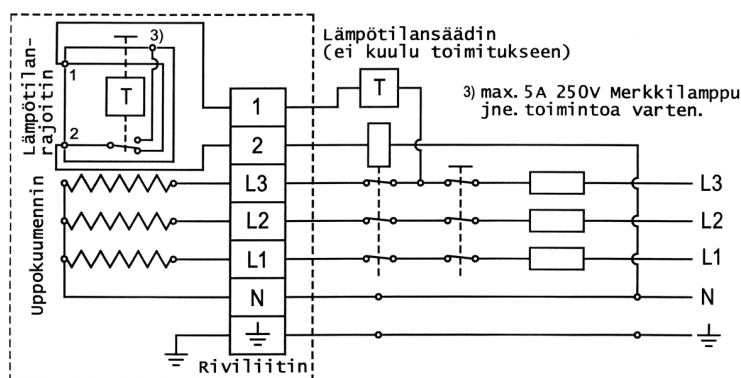 Lämpötilan-
rajoitin
3)
1
T
2
Lämpötilansäädin
(ei kuulu toimitukseen)
T
3) max. 5A 250V Merkkilamppu
jne. toimintoa varten.
1
2
L3
L3
L2
L2
L1
L1
N
N
Uppokuumennin
Riviliitin